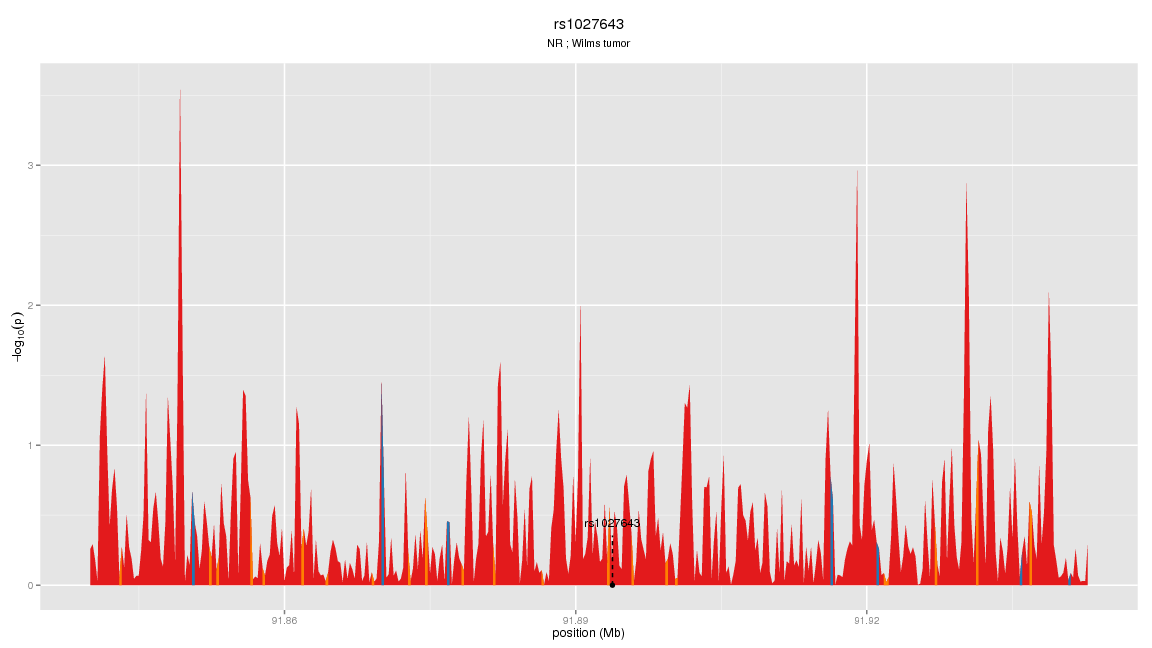 rs1027643
NR ; Wilms tumor
−log10(p)
3
2
1
0
rs1027643
91.86
91.89
91.92
position (Mb)